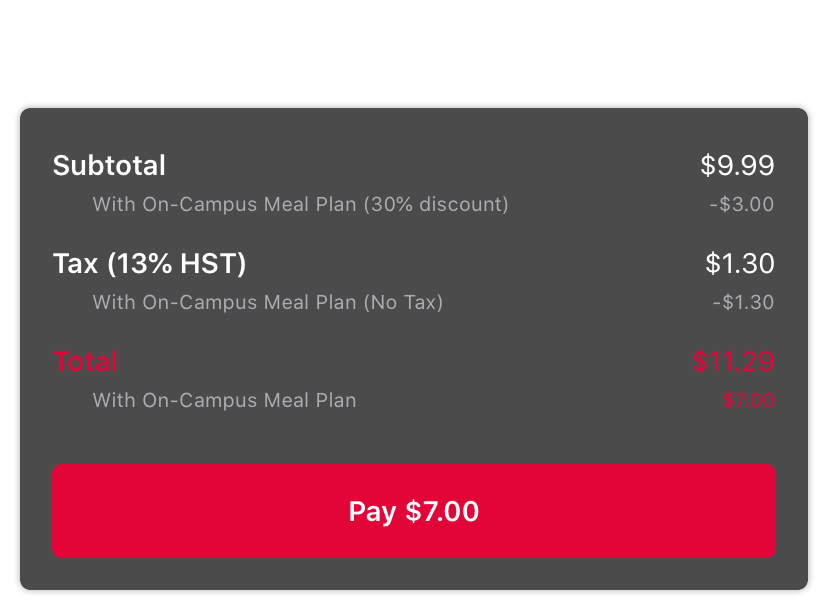 Subtotal $9.99
With On-Campus Meal Plan (30% discount) -$3.00
Tax (13% HST) $1.30
With On-Campus Meal Plan (No Tax) -$1.30
Total $11.29
With On-Campus Meal Plan $7.00
Pay $7.00